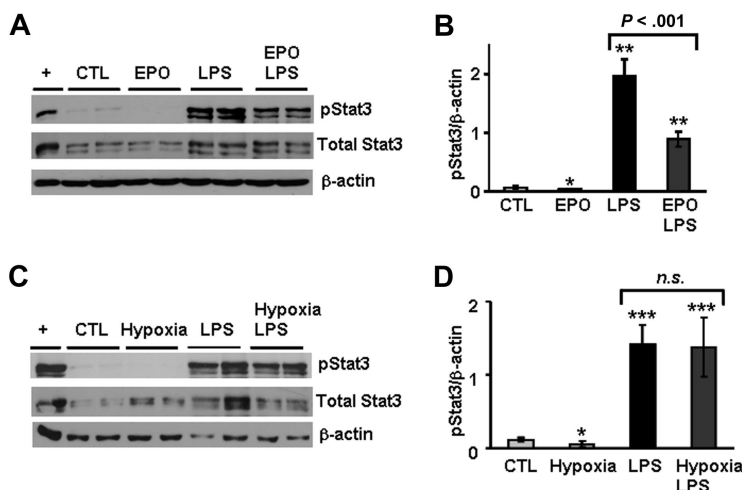 A
+ CTL EPO LPS EPO LPS
pStat3
Total Stat3
β-actin
B
P < .001
pStat3/β-actin
2
1
0
**
**
*
CTL EPO LPS EPO
LPS
C
+ CTL Hypoxia LPS Hypoxia LPS
pStat3
Total Stat3
β-actin
D
n.s.
pStat3/β-actin
2
1
0
***
***
*
CTL Hypoxia LPS Hypoxia
LPS